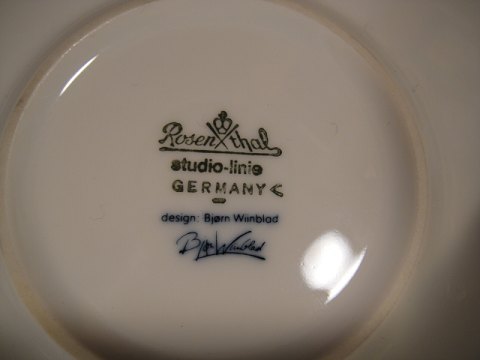 Rosenthal
studio-linie
GERMANY
design: Bjørn Wiinblad
Bjørn Wiinblad